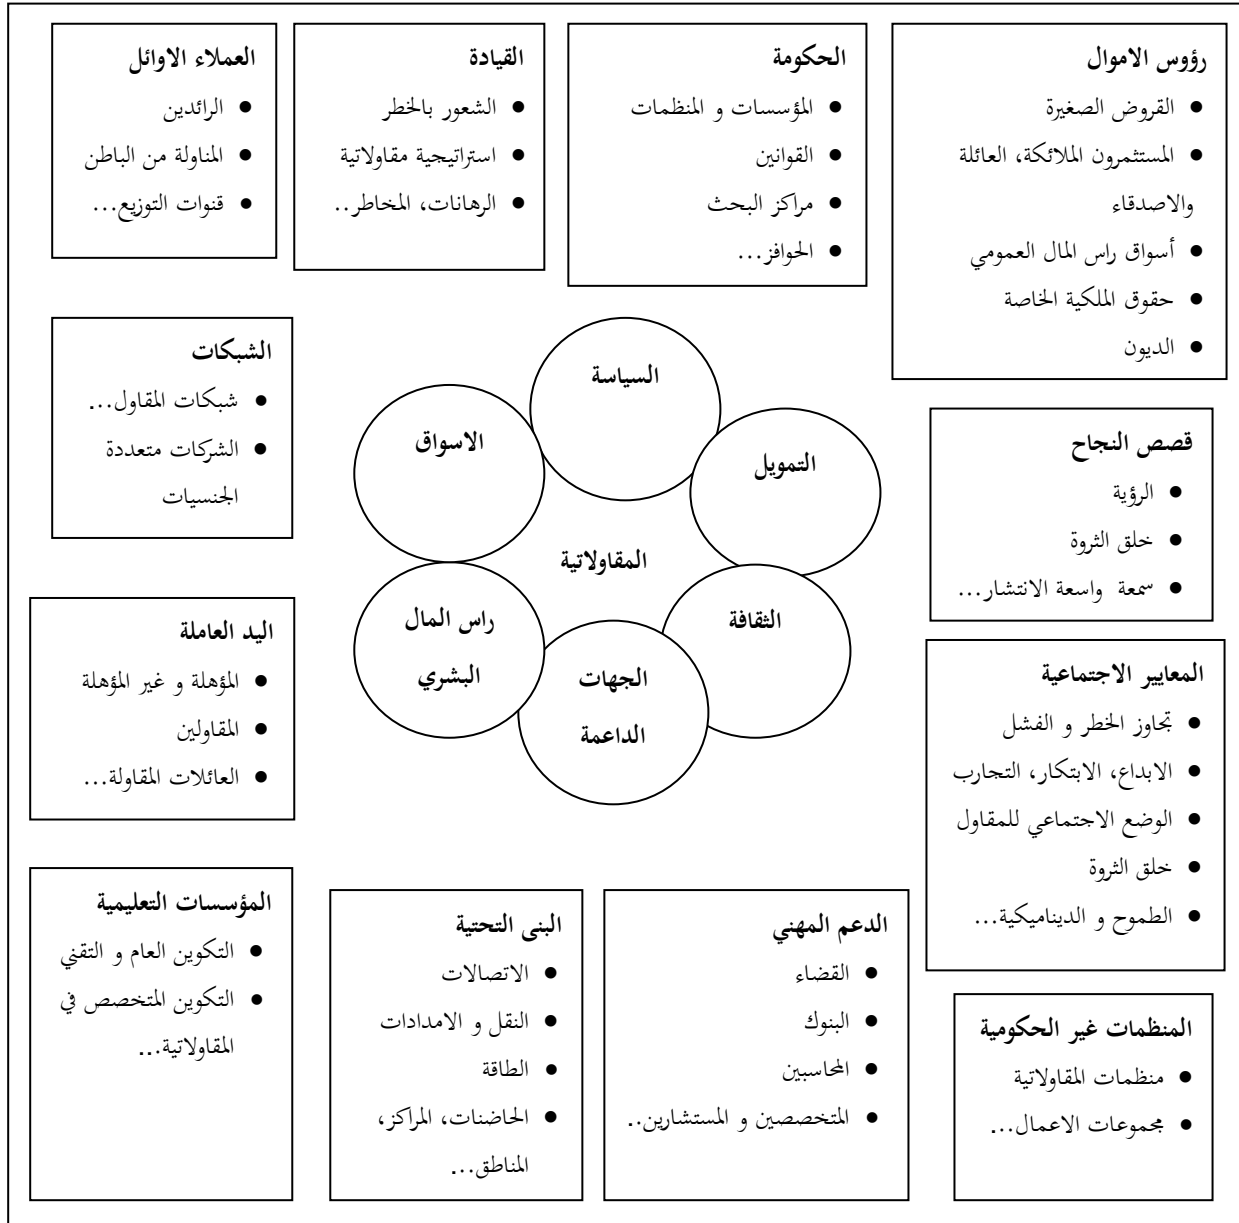 رؤوس الاموال
● القروض الصغيرة
● المستثمرون الملائكة، العائلة
والاصدقاء
● أسواق راس المال العمومي
● حقوق الملكية الخاصة
● الديون
الحكومة
● المؤسسات و المنظمات
● القوانين
● مراكز البحث
● الحوافز...
القيادة
● الشعور بالخطر
● استراتيجية مقاولاتية
● الرهانات، المخاطر..
العملاء الاوائل
● الرائدين
● المناولة من الباطن
● قنوات التوزيع...
قصص النجاح
● الرؤية
● خلق الثروة
● سمعة واسعة الانتشار...
السياسة
التمويل
الاسواق
المقاولاتية
الثقافة
الجهات
الداعمة
راس المال
البشري
الشبكات
● شبكات المقاول...
● الشركات متعددة
الجنسيات
اليد العاملة
● المؤهلة و غير المؤهلة
● المقاولين
● العائلات المقاولة...
المعايير الاجتماعية
● تجاوز الخطر و الفشل
● الابداع، الابتكار، التجارب
● الوضع الاجتماعي للمقاول
● خلق الثروة
● الطموح و الديناميكية...
المنظمات غير الحكومية
● منظمات المقاولاتية
● مجموعات الاعمال...
الدعم المهني
● القضاء
● البنوك
● المحاسبين
● المتخصصين و المستشارين..
البنى التحتية
● الاتصالات
● النقل و الامدادات
● الطاقة
● الحاضنات، المراكز،
المناطق...
المؤسسات التعليمية
● التكوين العام و التقني
● التكوين المتخصص في
المقاولاتية...